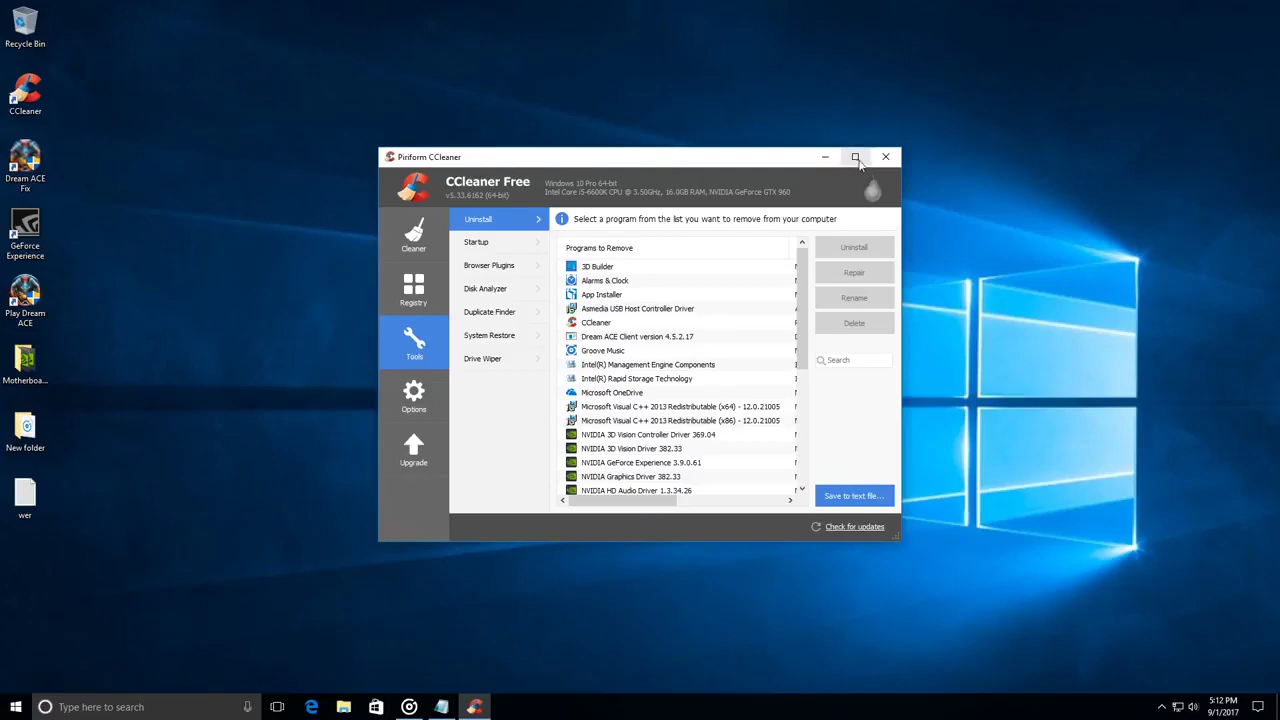 Recycle Bin
CCleaner
Dream ACE
Fix
GeForce
Experience
Play Dream
ACE
Motherboa...
New folder
wer
Piriform CCleaner
CCleaner Free
v5.33.6162 (64-bit)
Windows 10 Pro 64-bit
Intel Core i5-6600K CPU @ 3.50GHz, 16.0GB RAM, NVIDIA GeForce GTX 960
Cleaner
Registry
Tools
Options
Upgrade
Uninstall
Startup
Browser Plugins
Disk Analyzer
Duplicate Finder
System Restore
Drive Wiper
Select a program from the list you want to remove from your computer
Programs to Remove
3D Builder
Alarms & Clock
App Installer
Asmedia USB Host Controller Driver
CCleaner
Dream ACE Client version 4.5.2.17
Groove Music
Intel(R) Management Engine Components
Intel(R) Rapid Storage Technology
Microsoft OneDrive
Microsoft Visual C++ 2013 Redistributable (x64) - 12.0.21005
Microsoft Visual C++ 2013 Redistributable (x86) - 12.0.21005
NVIDIA 3D Vision Controller Driver 369.04
NVIDIA 3D Vision Driver 382.33
NVIDIA GeForce Experience 3.9.0.61
NVIDIA Graphics Driver 382.33
NVIDIA HD Audio Driver 1.3.34.26
Uninstall
Repair
Rename
Delete
Search
Save to text file...
Check for updates
Type here to search
5:12 PM
9/1/2017